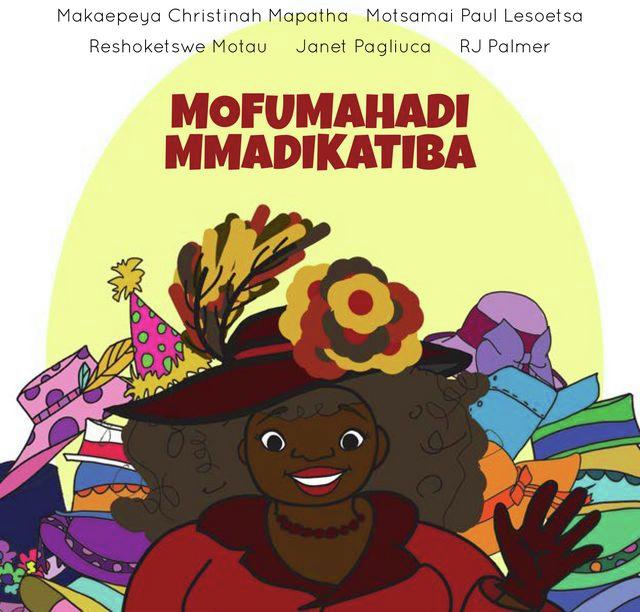 Makaepeya Christinah Mapatha   Motsamai Paul Lesoetsa
Reshoketswe Motau   Janet Pagliuca   RJ Palmer
MOFUMAHADI
MMADIKATIBA